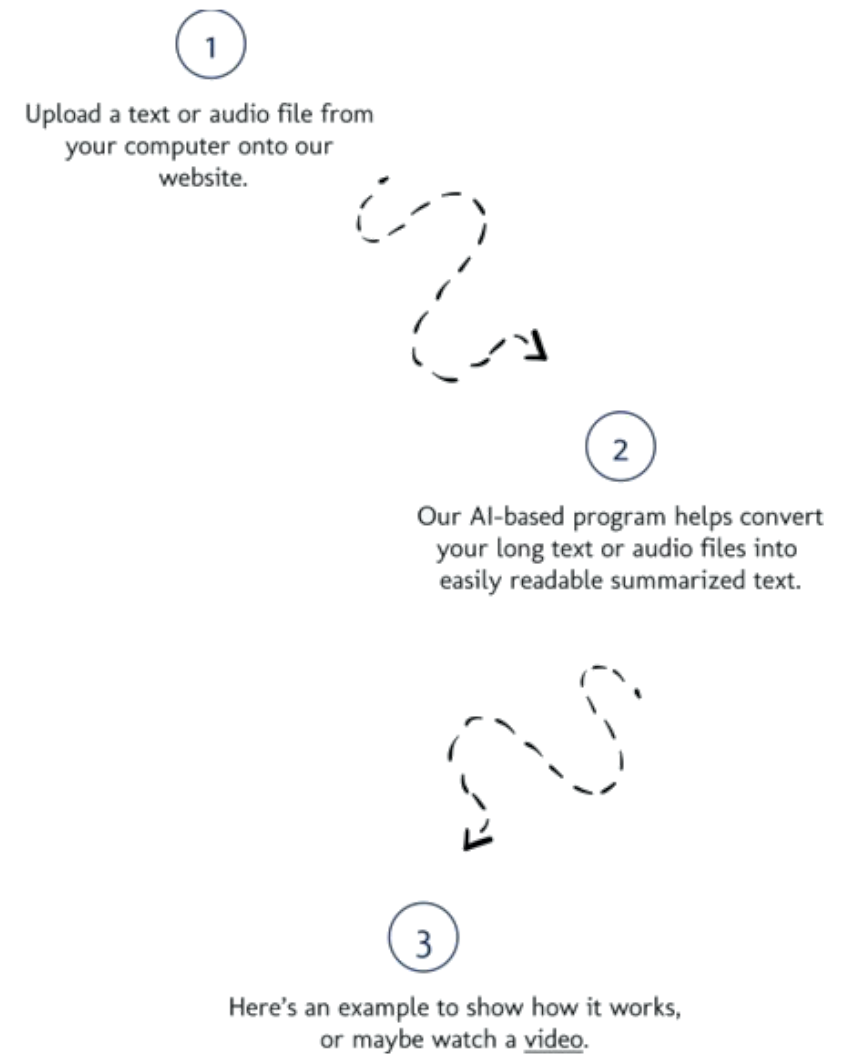 1
Upload a text or audio file from
your computer onto our
website.
2
Our AI-based program helps convert
your long text or audio files into
easily readable summarized text.
3
Here's an example to show how it works,
or maybe watch a video.